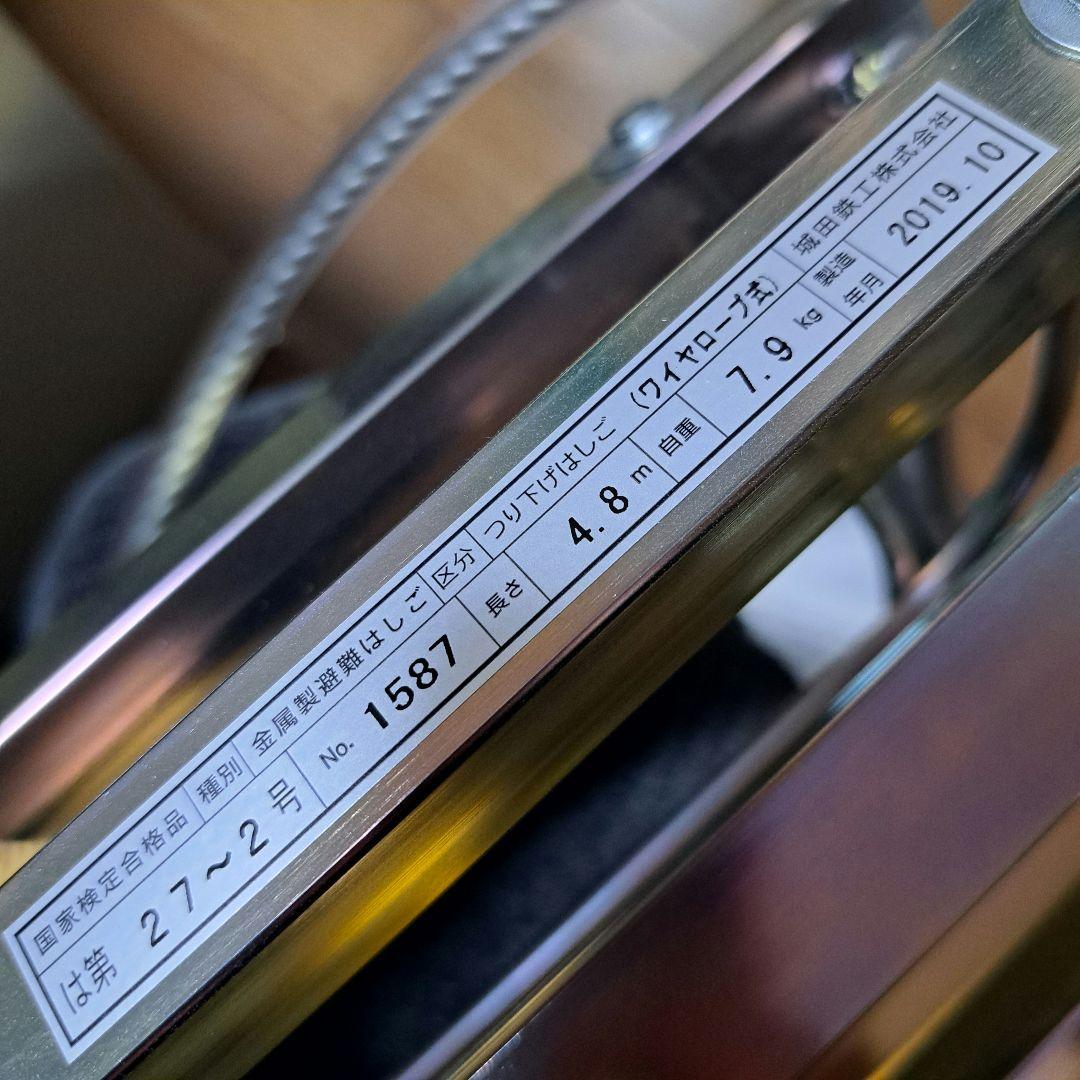 国家検定合格品 種別 金属製避難はしご 区分 つり下げはしご (ワイヤロープ式) 城田鉄工株式会社
は第 27～2 号 No. 1587 長さ 4.8 m 自重 7.9 kg 製造年月 2019.10